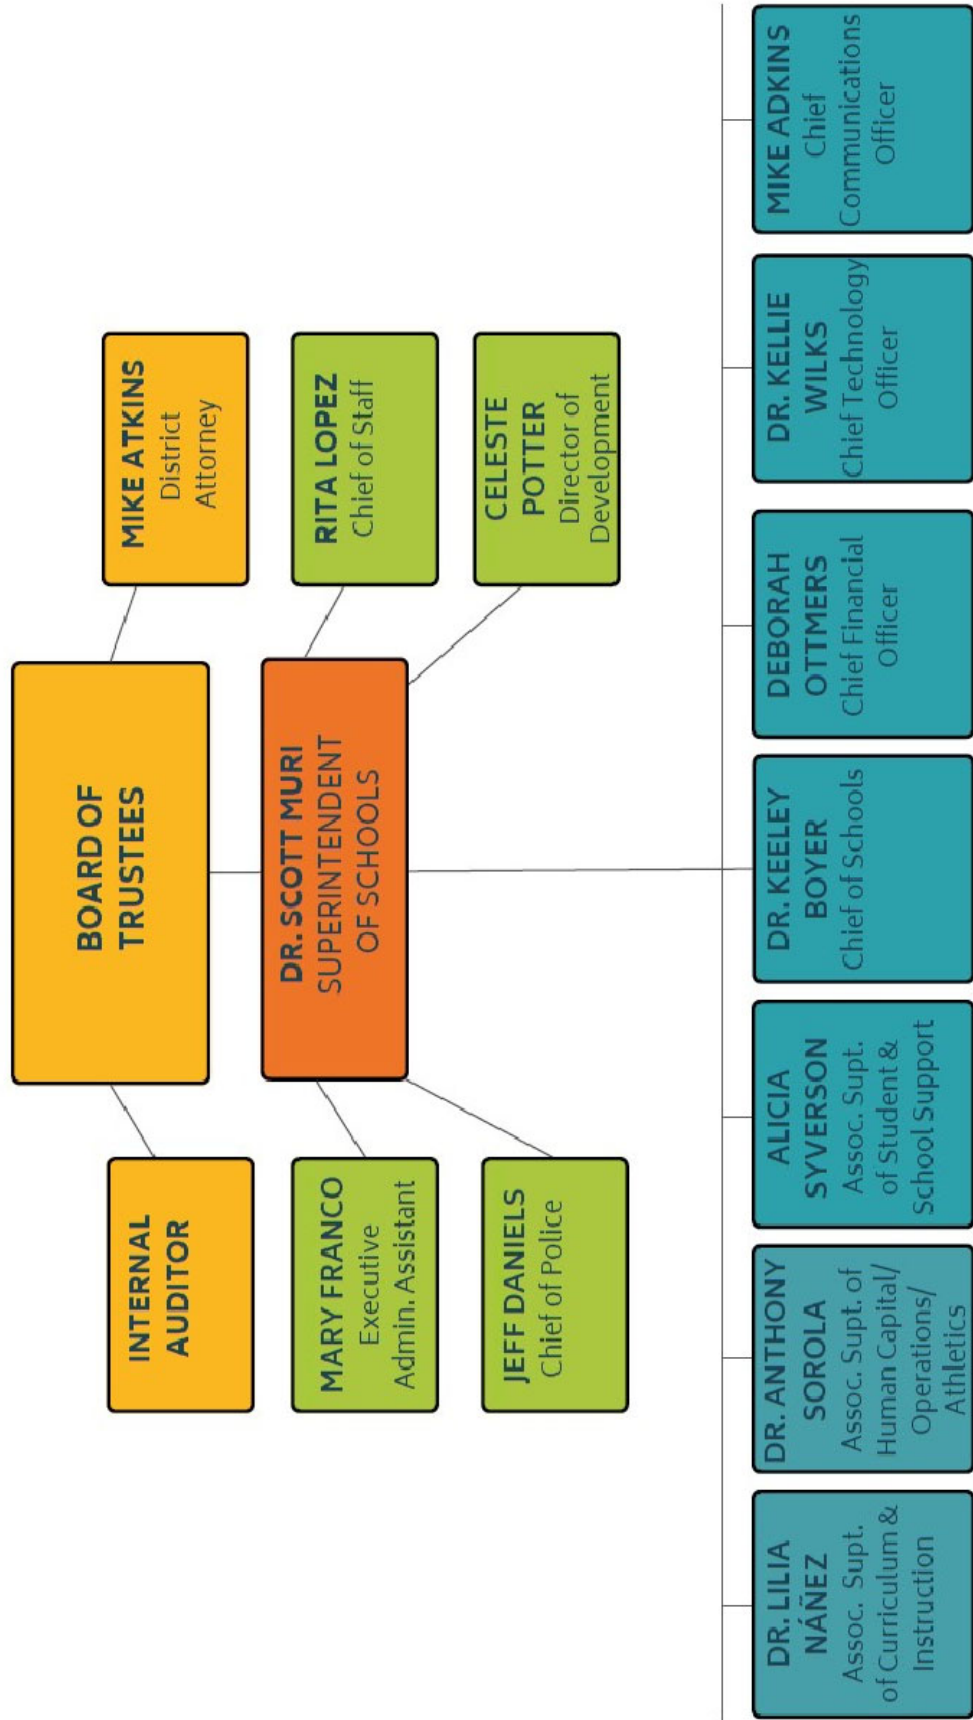 BOARD OF
TRUSTEES
INTERNAL
AUDITOR
MIKE ATKINS
District
Attorney
DR. SCOTT MURI
SUPERINTENDENT
OF SCHOOLS
MARY FRANCO
Executive
Admin. Assistant
RITA LOPEZ
Chief of Staff
JEFF DANIELS
Chief of Police
CELESTE
POTTER
Director of
Development
DR. LILIA
NÁÑEZ
Assoc. Supt.
of Curriculum &
Instruction
DR. ANTHONY
SOROLA
Assoc. Supt. of
Human Capital/
Operations/
Athletics
ALICIA
SYVERSON
Assoc. Supt.
of Student &
School Support
DR. KEELEY
BOYER
Chief of Schools
DEBORAH
OTTMERS
Chief Financial
Officer
DR. KELLIE
WILKS
Chief Technology
Officer
MIKE ADKINS
Chief
Communications
Officer